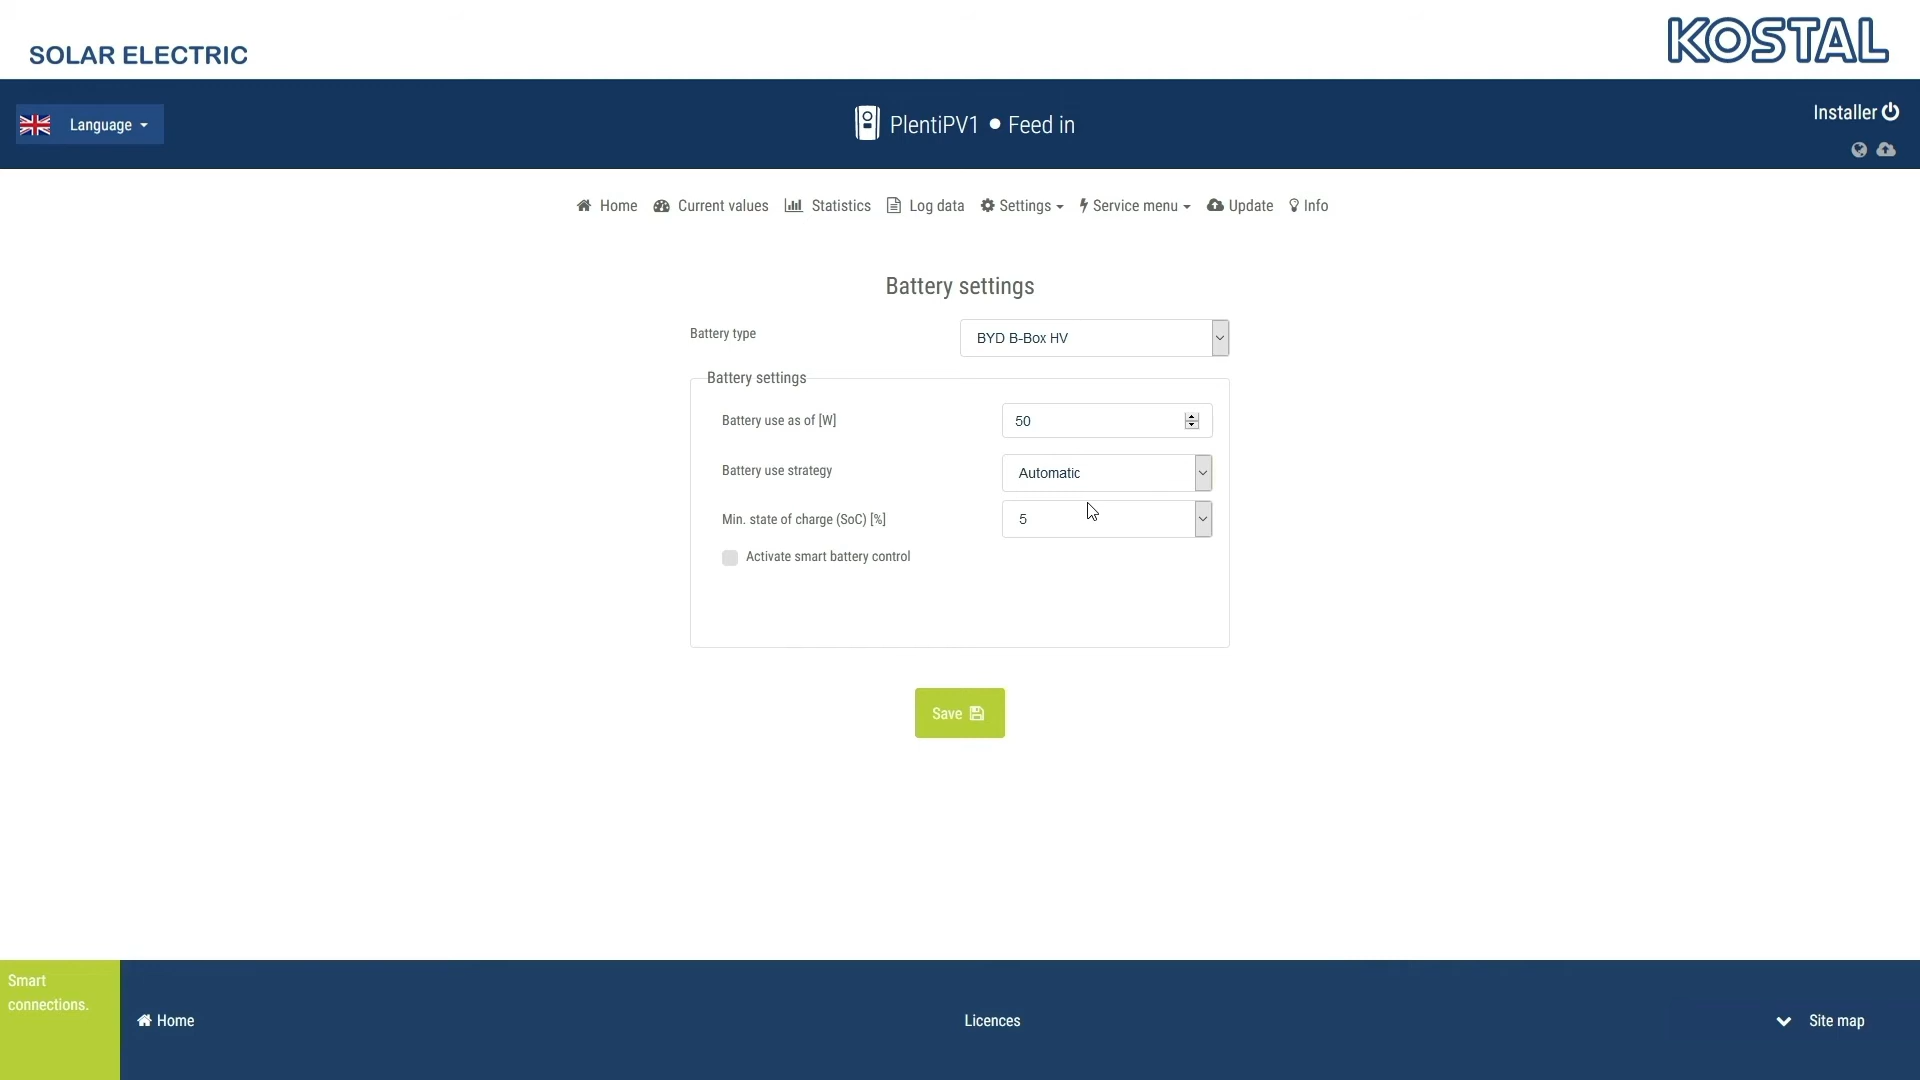 SOLAR ELECTRIC
KOSTAL
Language
PlentiPV1 • Feed in
Installer
Home Current values Statistics Log data Settings Service menu Update Info
Battery settings
Battery type BYD B-Box HV
Battery settings
Battery use as of [W] 50
Battery use strategy Automatic
Min. state of charge (SoC) [%] 5
Activate smart battery control
Save
Smart
connections.
Home Licences Site map